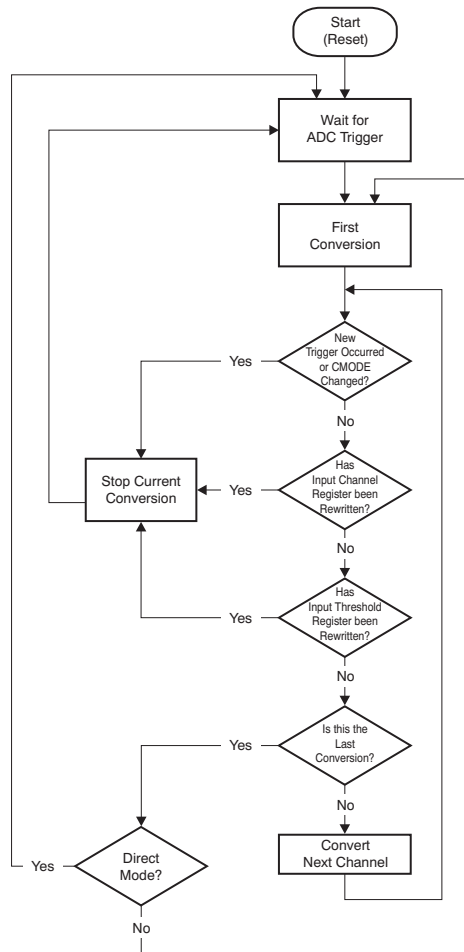 Start
(Reset)
Wait for
ADC Trigger
First
Conversion
New
Trigger Occurred
or CMODE
Changed?
Yes
No
Stop Current
Conversion
Yes
Has
Input Channel
Register been
Rewritten?
No
Has
Input Threshold
Register been
Rewritten?
Yes
No
Is this the
Last
Conversion?
Yes
No
Convert
Next Channel
Yes
Direct
Mode?
No